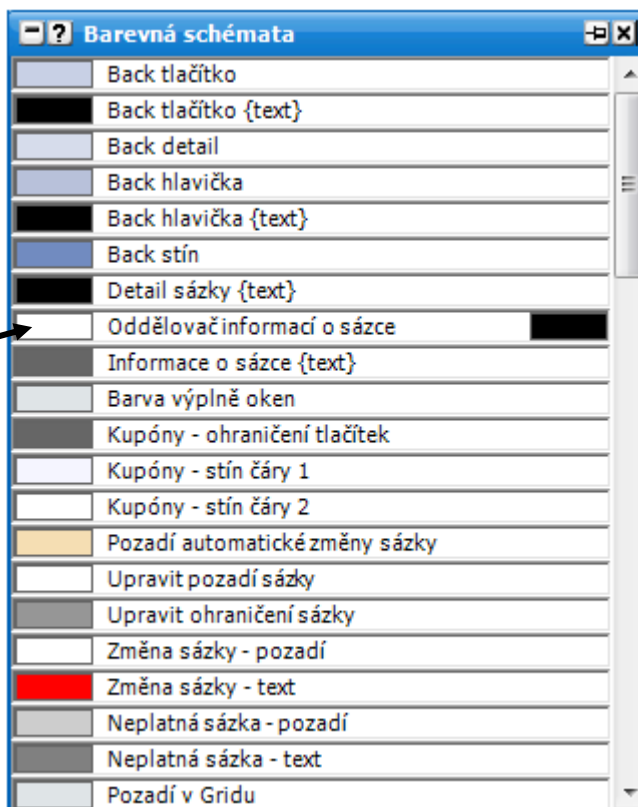 Barevná schémata
Back tlačítko
Back tlačítko {text}
Back detail
Back hlavička
Back hlavička {text}
Back stín
Detail sázky {text}
Oddělovač informací o sázce
Informace o sázce {text}
Barva výplně oken
Kupóny - ohraničení tlačítek
Kupóny - stín čáry 1
Kupóny - stín čáry 2
Pozadí automatické změny sázky
Upravit pozadí sázky
Upravit ohraničení sázky
Změna sázky - pozadí
Změna sázky - text
Neplatná sázka - pozadí
Neplatná sázka - text
Pozadí v Gridu